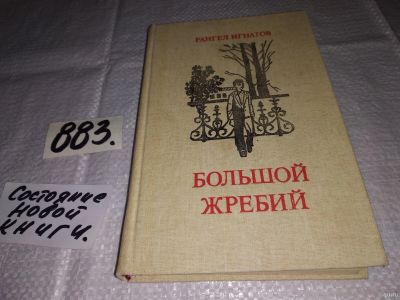 РАНГЕЛ ИГНАТОВ
883.
БОЛЬШОЙ
ЖРЕБИЙ
Состояние
Новой
книги.